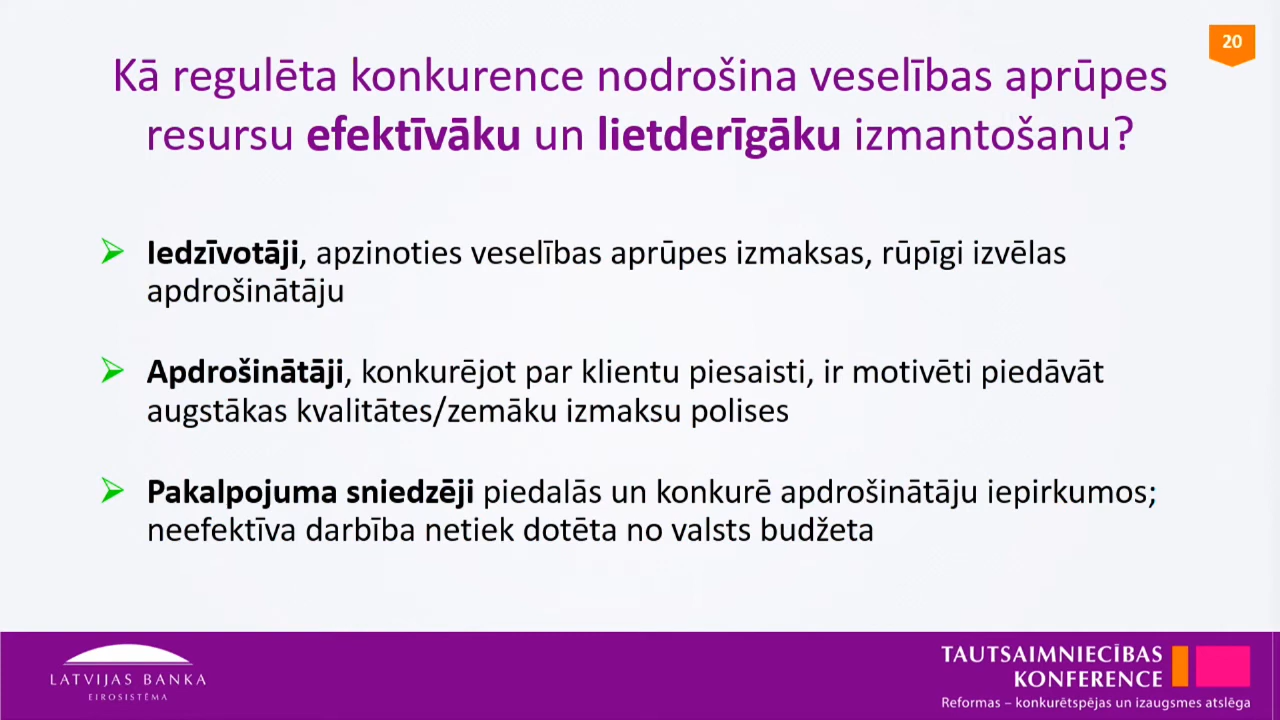 20
Kā regulēta konkurence nodrošina veselības aprūpes
resursu efektīvāku un lietderīgāku izmantošanu?
Iedzīvotāji, apzinoties veselības aprūpes izmaksas, rūpīgi izvēlas
apdrošinātāju
Apdrošinātāji, konkurējot par klientu piesaisti, ir motivēti piedāvāt
augstākas kvalitātes/zemāku izmaksu polises
Pakalpojuma sniedzēji piedalās un konkurē apdrošinātāju iepirkumos;
neefektīva darbība netiek dotēta no valsts budžeta
LATVIJAS BANKA
EIROSISTĒMA
TAUTSAIMNIECĪBAS
KONFERENCE
Reformas – konkurētspējas un izaugsmes atslēga